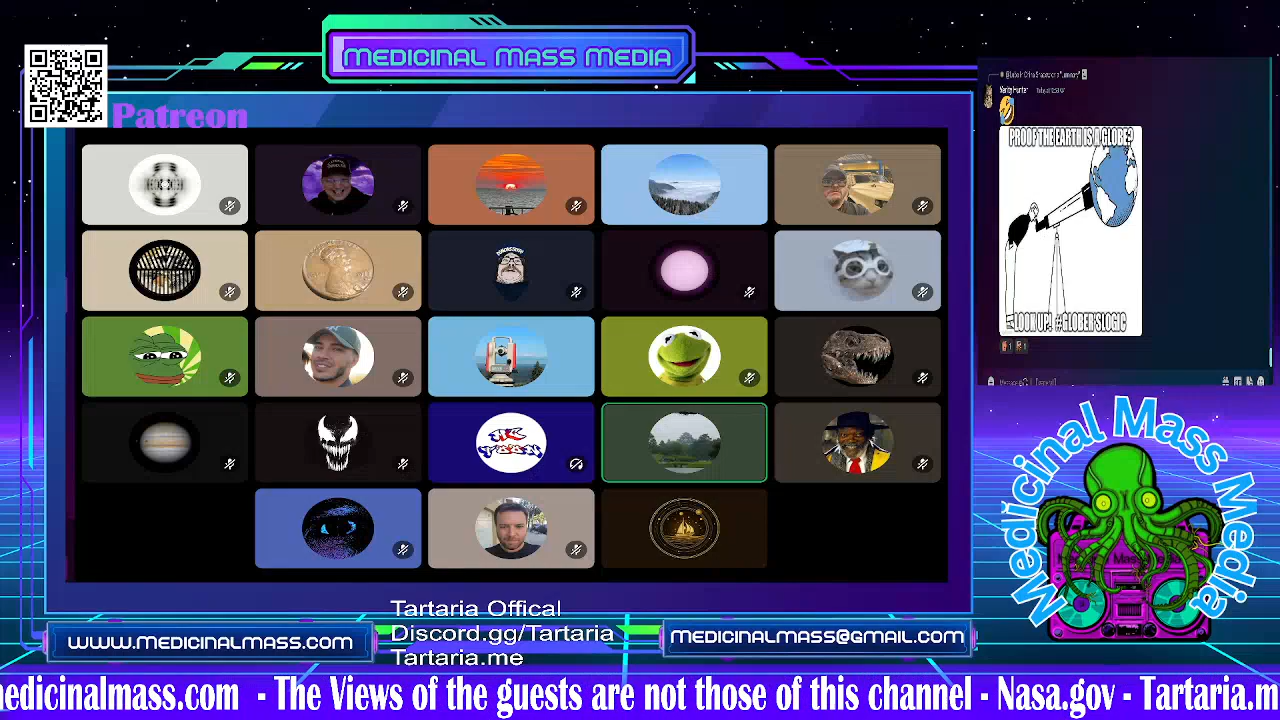 MEDICINAL MASS MEDIA
Patreon
PROOF THE EARTH IS A GLOBE?
LOOK UP! #GLOBERSLOGIC
Medicinal Mass Media
Tartaria Offical
Discord.gg/Tartaria
Tartaria.me
www.medicinalmass.com
medicinalmass@gmail.com
medicinalmass.com - The Views of the guests are not those of this channel - Nasa.gov - Tartaria.m